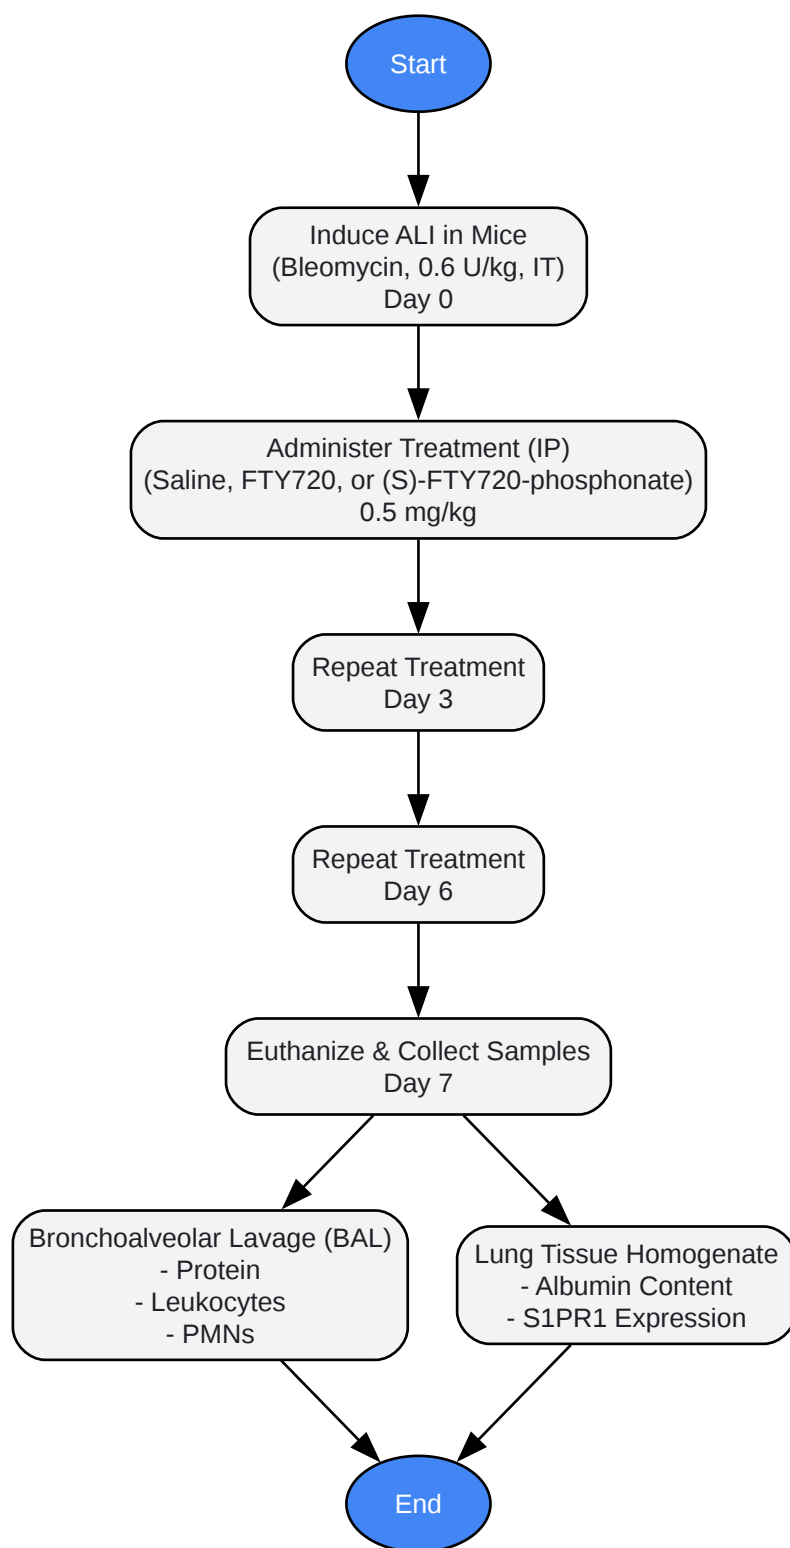 Start
Induce ALI in Mice
(Bleomycin, 0.6 U/kg, IT)
Day 0
Administer Treatment (IP)
(Saline, FTY720, or (S)-FTY720-phosphonate)
0.5 mg/kg
Repeat Treatment
Day 3
Repeat Treatment
Day 6
Euthanize & Collect Samples
Day 7
Bronchoalveolar Lavage (BAL)
- Protein
- Leukocytes
- PMNs
Lung Tissue Homogenate
- Albumin Content
- S1PR1 Expression
End